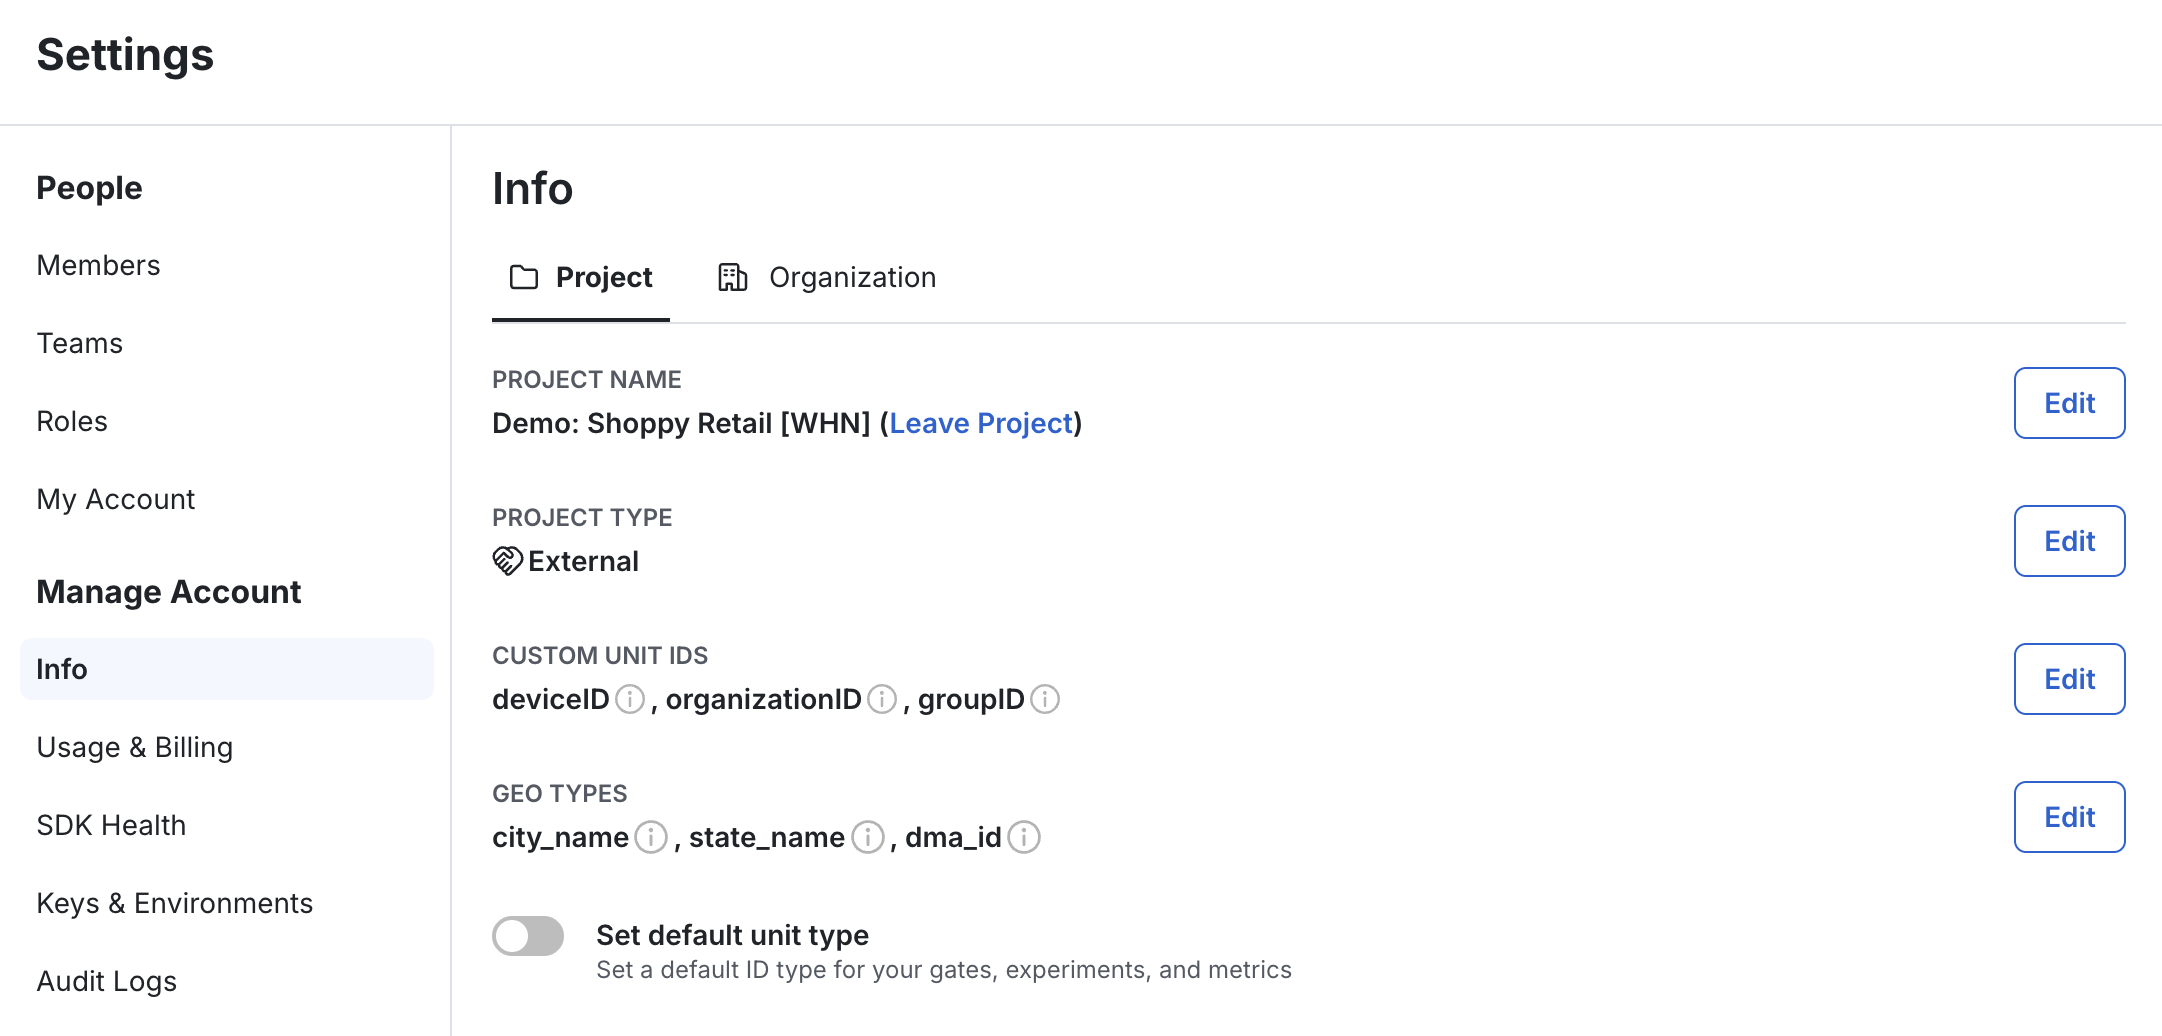 Settings
People
Members
Teams
Roles
My Account
Manage Account
Info
Usage & Billing
SDK Health
Keys & Environments
Audit Logs
Info
Project
Organization
PROJECT NAME
Demo: Shoppy Retail [WHN] (Leave Project)
Edit
PROJECT TYPE
External
Edit
CUSTOM UNIT IDS
deviceID , organizationID , groupID
Edit
GEO TYPES
city_name , state_name , dma_id
Edit
Set default unit type
Set a default ID type for your gates, experiments, and metrics